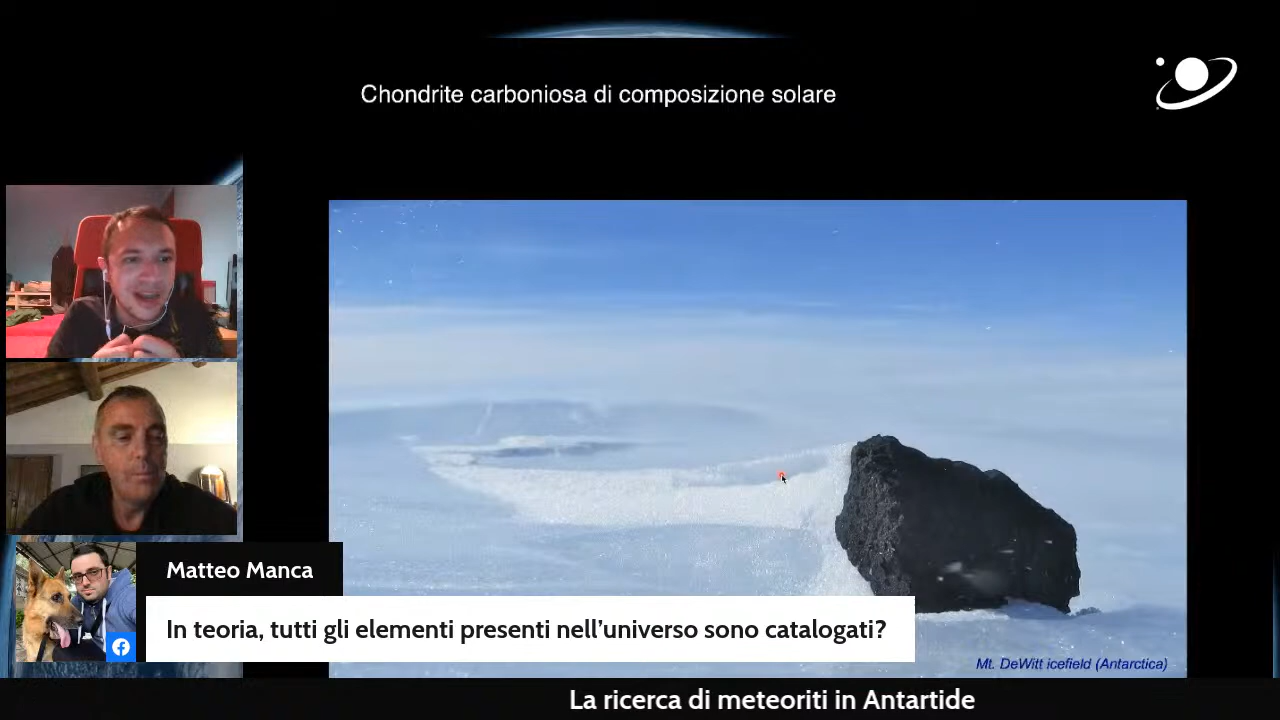 Chondrite carboniosa di composizione solare
Matteo Manca
In teoria, tutti gli elementi presenti nell'universo sono catalogati?
Mt. DeWitt icefield (Antarctica)
La ricerca di meteoriti in Antartide